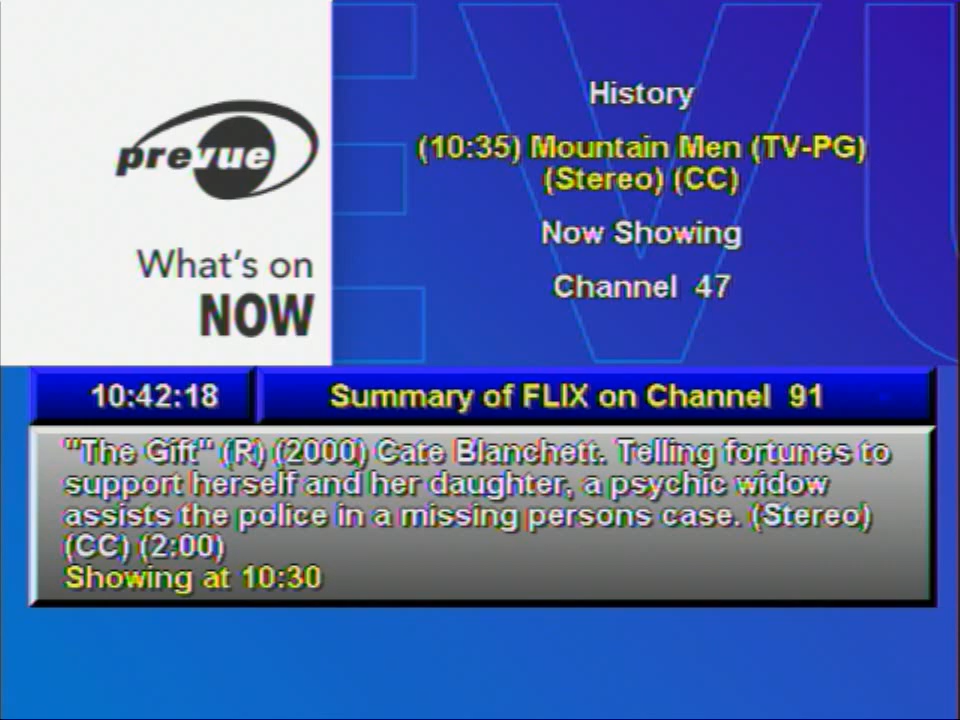 prevue
What's on
NOW
History
(10:35) Mountain Men (TV-PG)
(Stereo) (CC)
Now Showing
Channel 47
10:42:18
Summary of FLIX on Channel 91
"The Gift" (R) (2000) Cate Blanchett. Telling fortunes to
support herself and her daughter, a psychic widow
assists the police in a missing persons case. (Stereo)
(CC) (2:00)
Showing at 10:30